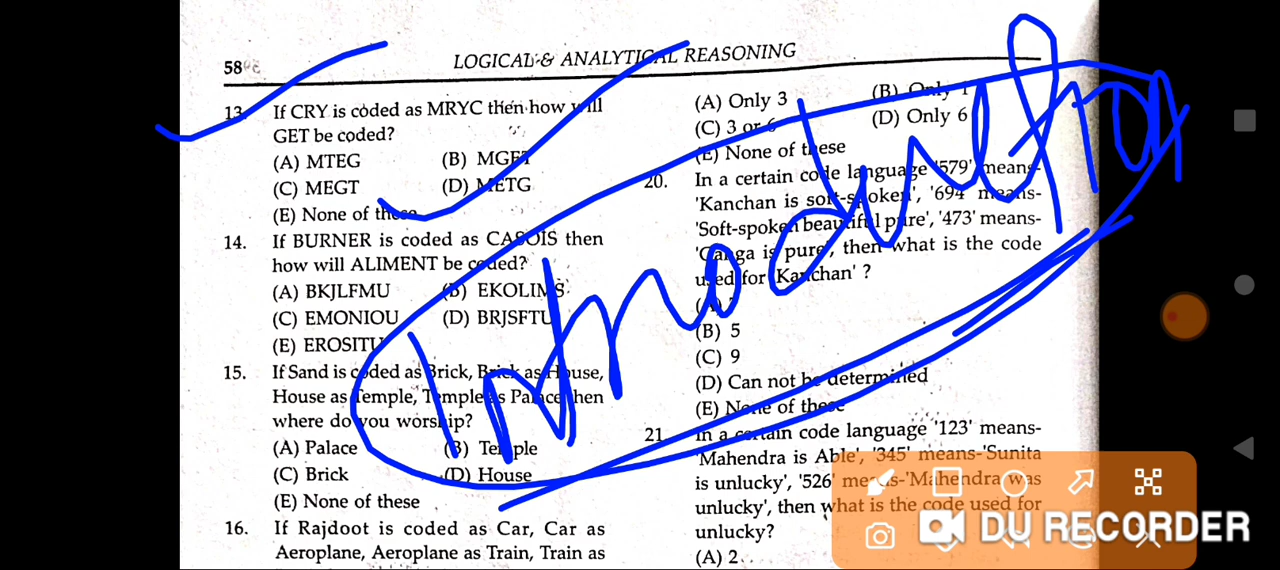 58
LOGICAL & ANALYTICAL REASONING
13. If CRY is coded as MRYC then how will
GET be coded?
(A) MTEG (B) MGET
(C) MEGT (D) METG
(E) None of these
14. If BURNER is coded as CASOIS then
how will ALIMENT be coded?
(A) BKJLFMU (B) EKOLIMS
(C) EMONIOU (D) BRJSFTU
(E) EROSITU
15. If Sand is coded as Brick, Brick as House,
House as Temple, Temple as Palace then
where do you worship?
(A) Palace (B) Temple
(C) Brick (D) House
(E) None of these
16. If Rajdoot is coded as Car, Car as
Aeroplane, Aeroplane as Train, Train as
(A) Only 3 (B) Only 1
(C) 3 or 6 (D) Only 6
(E) None of these
20. In a certain code language '579' means-
'Kanchan is soft-spoken', '694' means-
'Soft-spoken beautiful pure', '473' means-
'Ganga is pure', then what is the code
used for 'Kanchan' ?
(A) 7
(B) 5
(C) 9
(D) Can not be determined
(E) None of these
21. In a certain code language '123' means-
'Mahendra is Able', '345' means-'Sunita
is unlucky', '526' means-'Mahendra was
unlucky', then what is the code used for
unlucky?
(A) 2
DU RECORDER